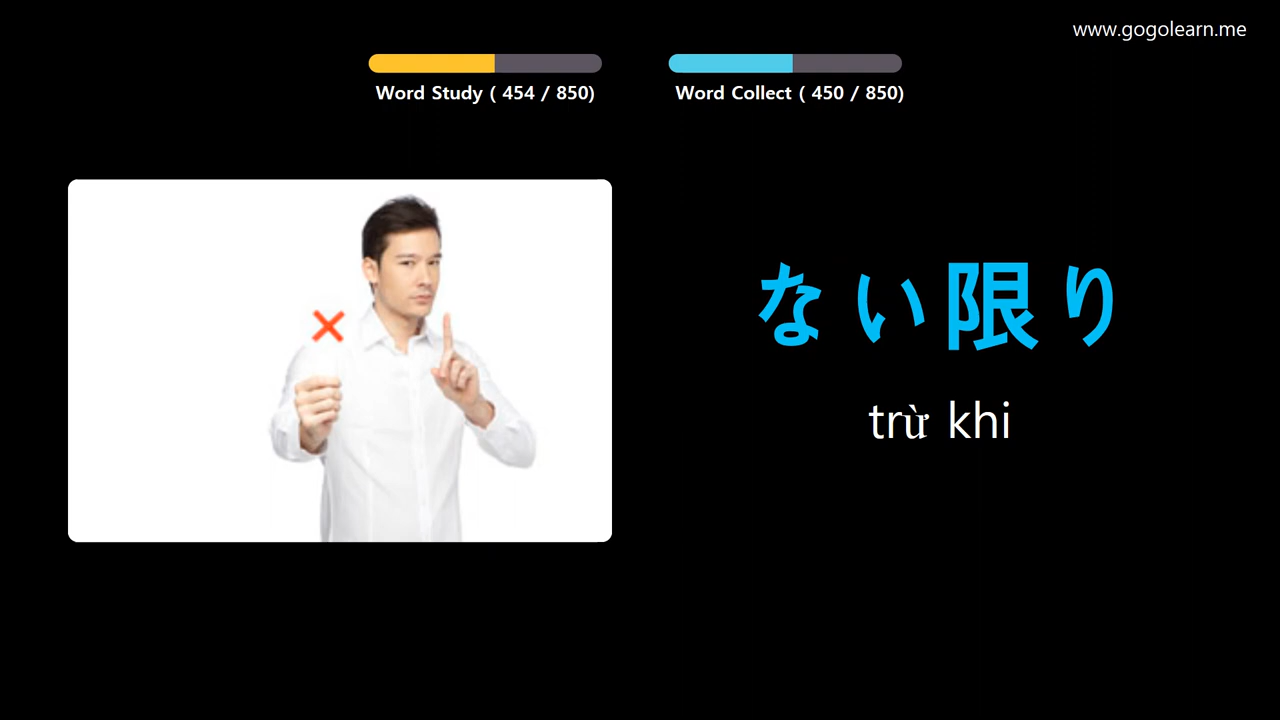 www.gogolearn.me
Word Study ( 454 / 850)
Word Collect ( 450 / 850)
ない限り
trừ khi